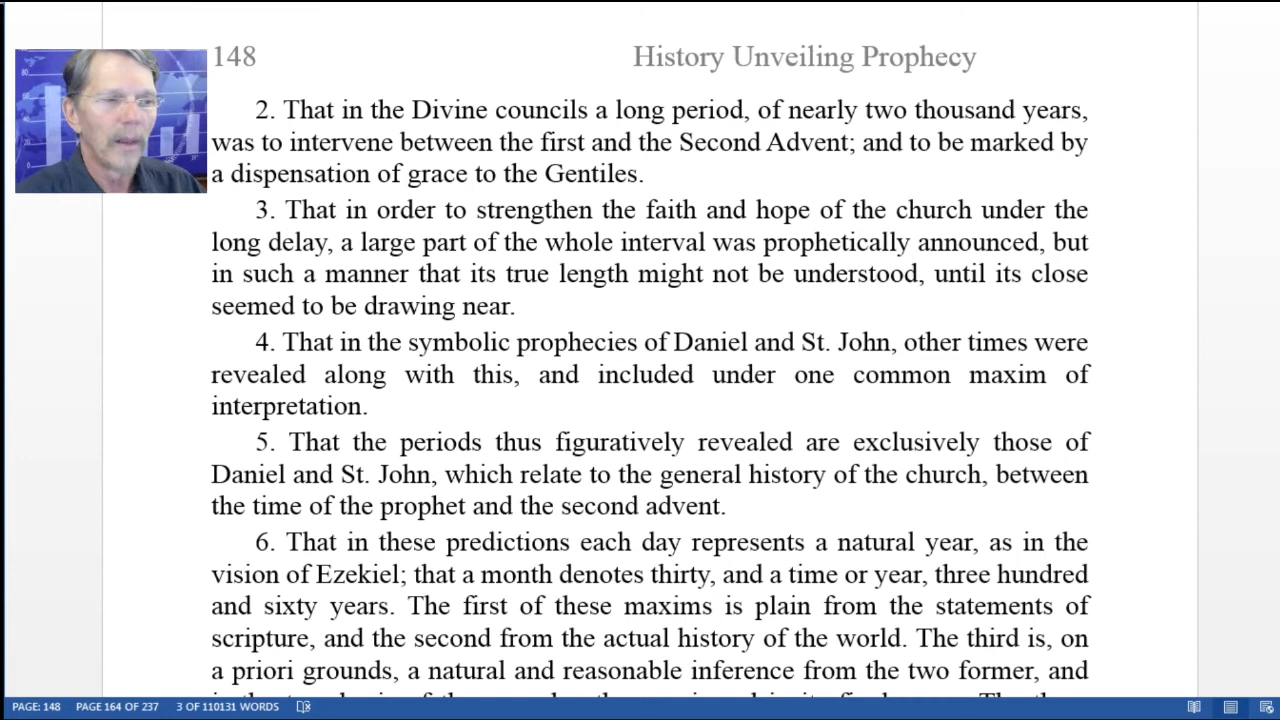 148 History Unveiling Prophecy
2. That in the Divine councils a long period, of nearly two thousand years,
was to intervene between the first and the Second Advent; and to be marked by
a dispensation of grace to the Gentiles.
3. That in order to strengthen the faith and hope of the church under the
long delay, a large part of the whole interval was prophetically announced, but
in such a manner that its true length might not be understood, until its close
seemed to be drawing near.
4. That in the symbolic prophecies of Daniel and St. John, other times were
revealed along with this, and included under one common maxim of
interpretation.
5. That the periods thus figuratively revealed are exclusively those of
Daniel and St. John, which relate to the general history of the church, between
the time of the prophet and the second advent.
6. That in these predictions each day represents a natural year, as in the
vision of Ezekiel; that a month denotes thirty, and a time or year, three hundred
and sixty years. The first of these maxims is plain from the statements of
scripture, and the second from the actual history of the world. The third is, on
a priori grounds, a natural and reasonable inference from the two former, and
PAGE: 148 PAGE 164 OF 237 3 OF 110131 WORDS